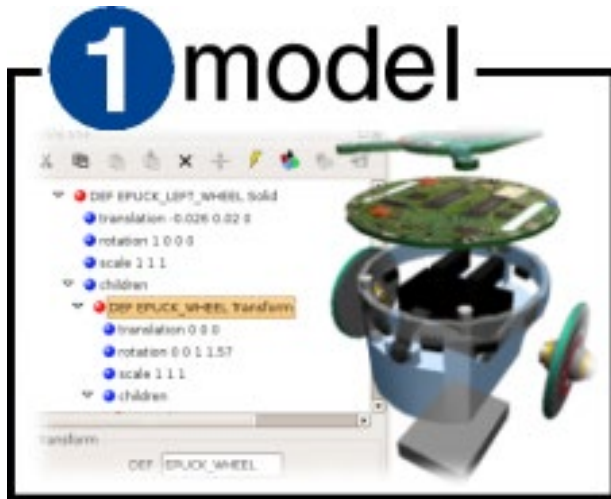 1 model
DEF EPUCK_LEFT_WHEEL Solid
translation -0.026 0.02 0
rotation 1 0 0 0
scale 1 1 1
children
DEF EPUCK_WHEEL Transform
translation 0 0 0
rotation 0 0 1 1.57
scale 1 1 1
children
DEF EPUCK_WHEEL